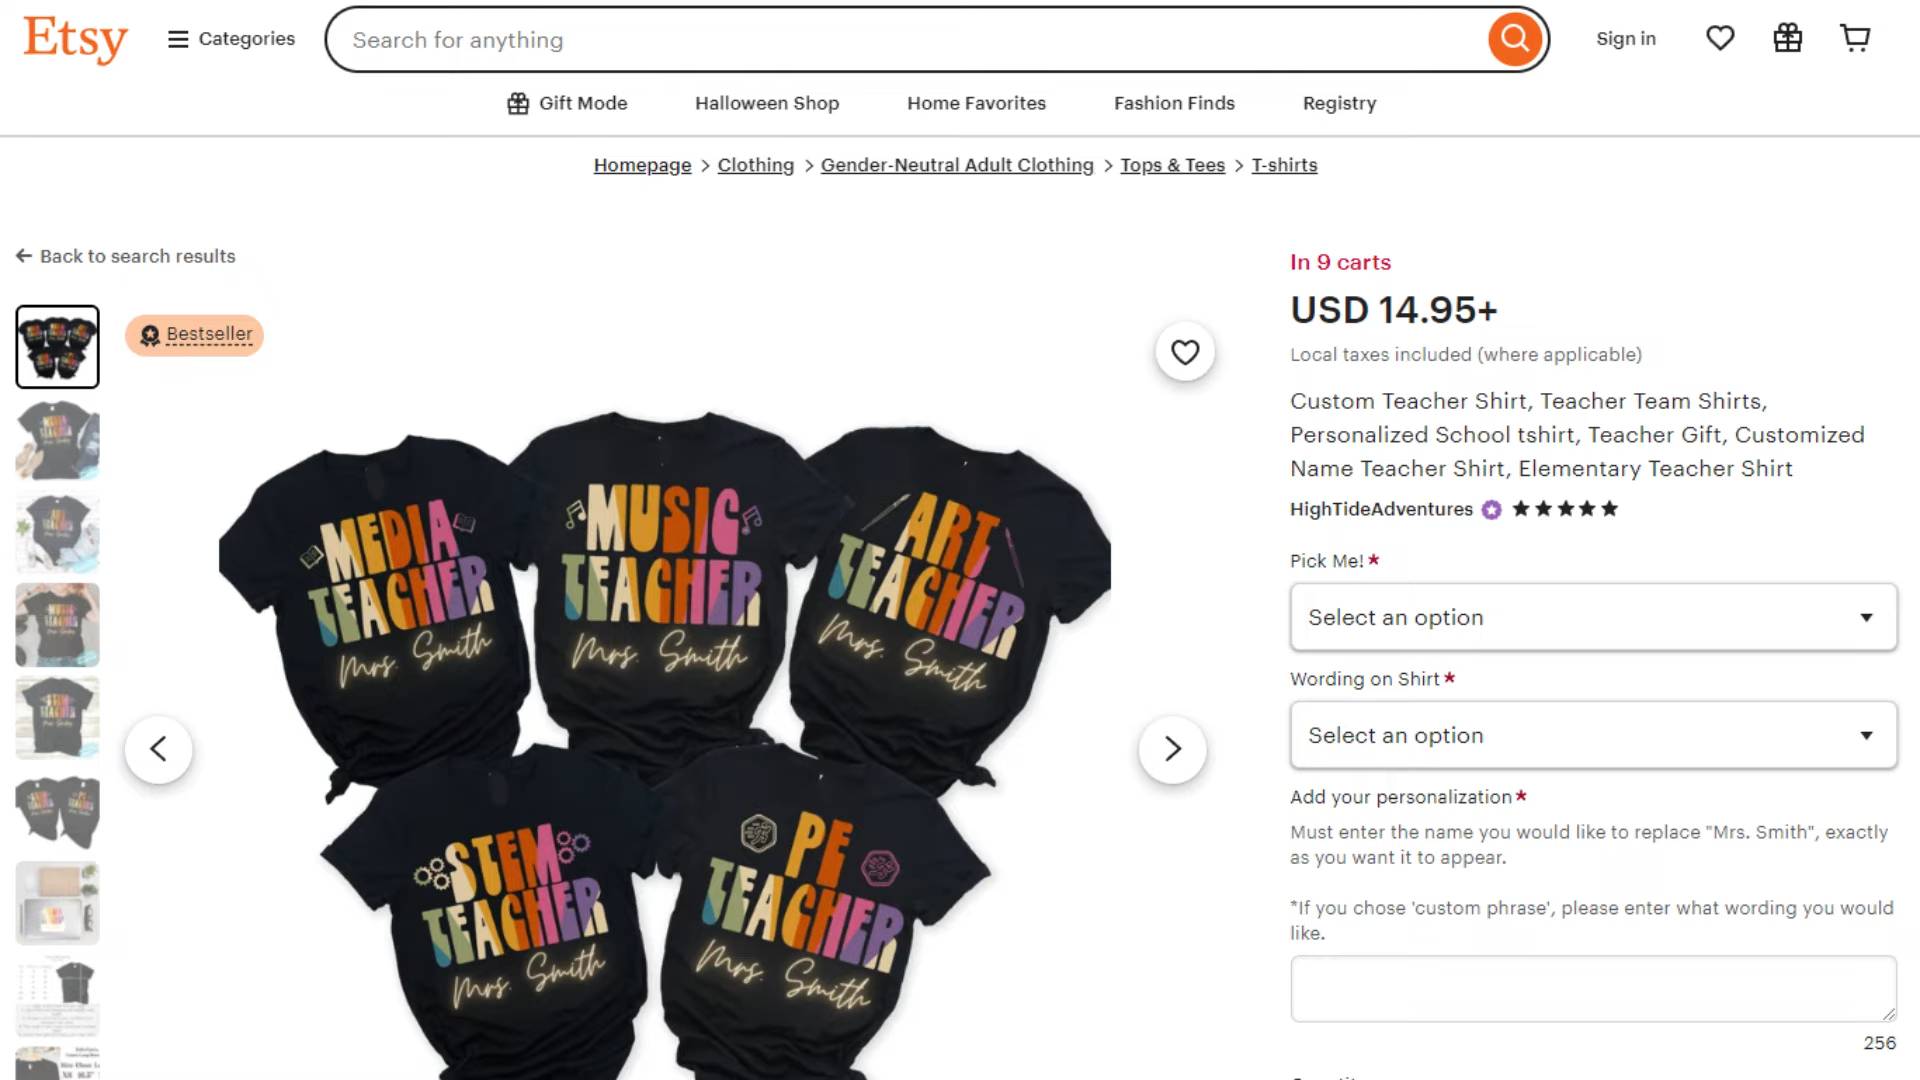 Etsy
Categories
Search for anything
Sign in
Gift Mode
Halloween Shop
Home Favorites
Fashion Finds
Registry
Homepage > Clothing > Gender-Neutral Adult Clothing > Tops & Tees > T-shirts
Back to search results
Bestseller
MEDIA
TEACHER
Mrs. Smith
MUSIC
TEACHER
Mrs. Smith
ART
TEACHER
Mrs. Smith
STEM
TEACHER
Mrs. Smith
PE
TEACHER
Mrs. Smith
In 9 carts
USD 14.95+
Local taxes included (where applicable)
Custom Teacher Shirt, Teacher Team Shirts,
Personalized School tshirt, Teacher Gift, Customized
Name Teacher Shirt, Elementary Teacher Shirt
HighTideAdventures
Pick Me! *
Select an option
Wording on Shirt *
Select an option
Add your personalization *
Must enter the name you would like to replace "Mrs. Smith", exactly
as you want it to appear.
*If you chose 'custom phrase', please enter what wording you would
like.
256